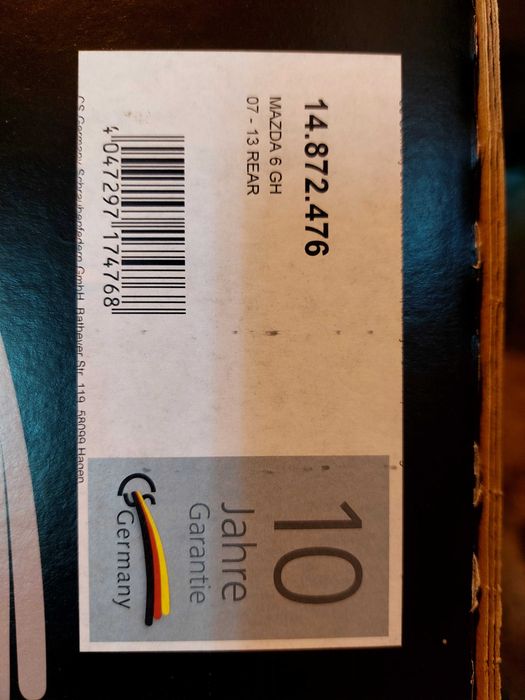 14.872.476
MAZDA 6 GH
07 - 13 REAR
4 047297 174768
CS Germany Schraubenfedern GmbH, Batheyer Str. 119, 58099 Hagen
10
Jahre
Garantie
CS Germany